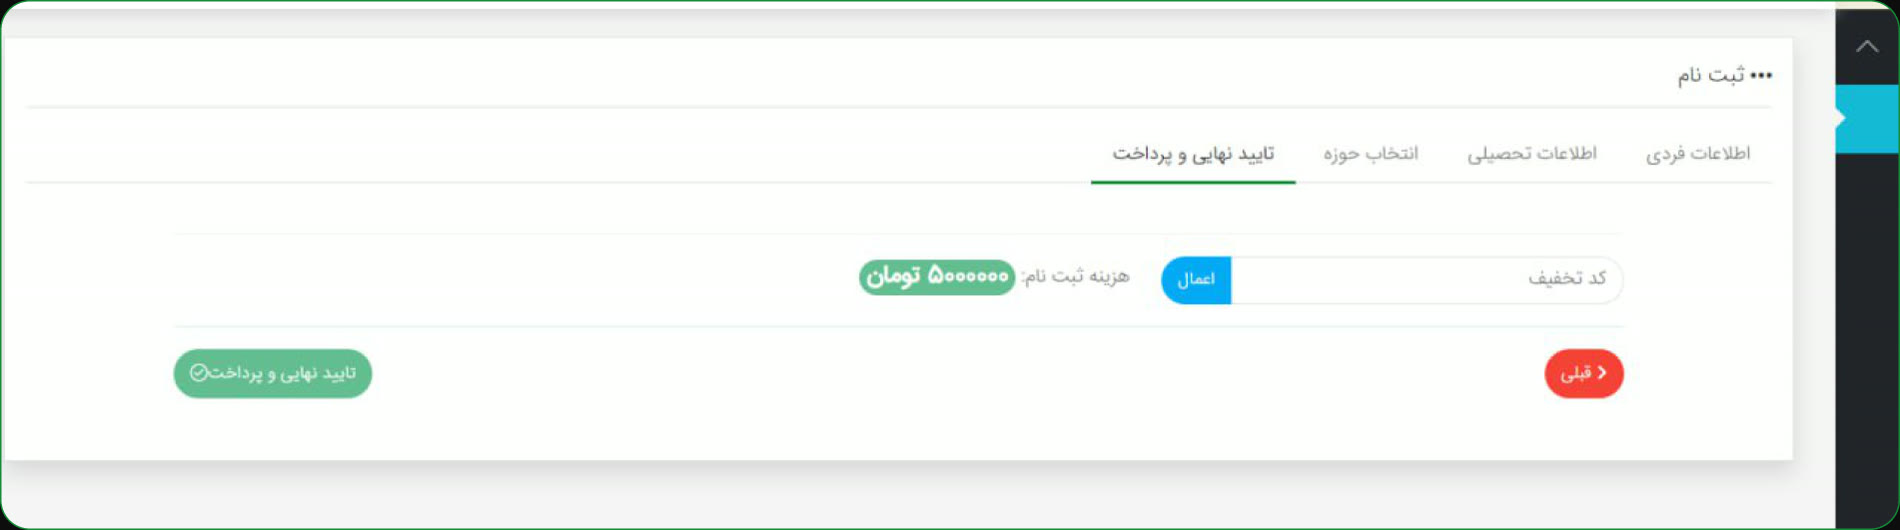 ••• ثبت نام
اطلاعات فردی اطلاعات تحصیلی انتخاب حوزه تایید نهایی و پرداخت
کد تخفیف اعمال هزینه ثبت نام: ۵۰۰۰۰۰۰ تومان
قبلی تایید نهایی و پرداخت